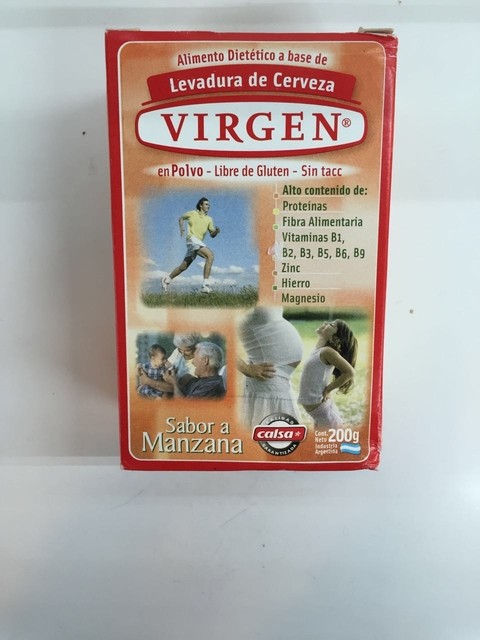 Alimento Dietético a base de
Levadura de Cerveza
VIRGEN®
en Polvo - Libre de Gluten - Sin tacc
Alto contenido de:
Proteínas
Fibra Alimentaria
Vitaminas B1,
B2, B3, B5, B6, B9
Zinc
Hierro
Magnesio
Sabor a
Manzana
CALIDAD
calsa
GARANTIZADA
Cont.
Neto 200g
Industria
Argentina